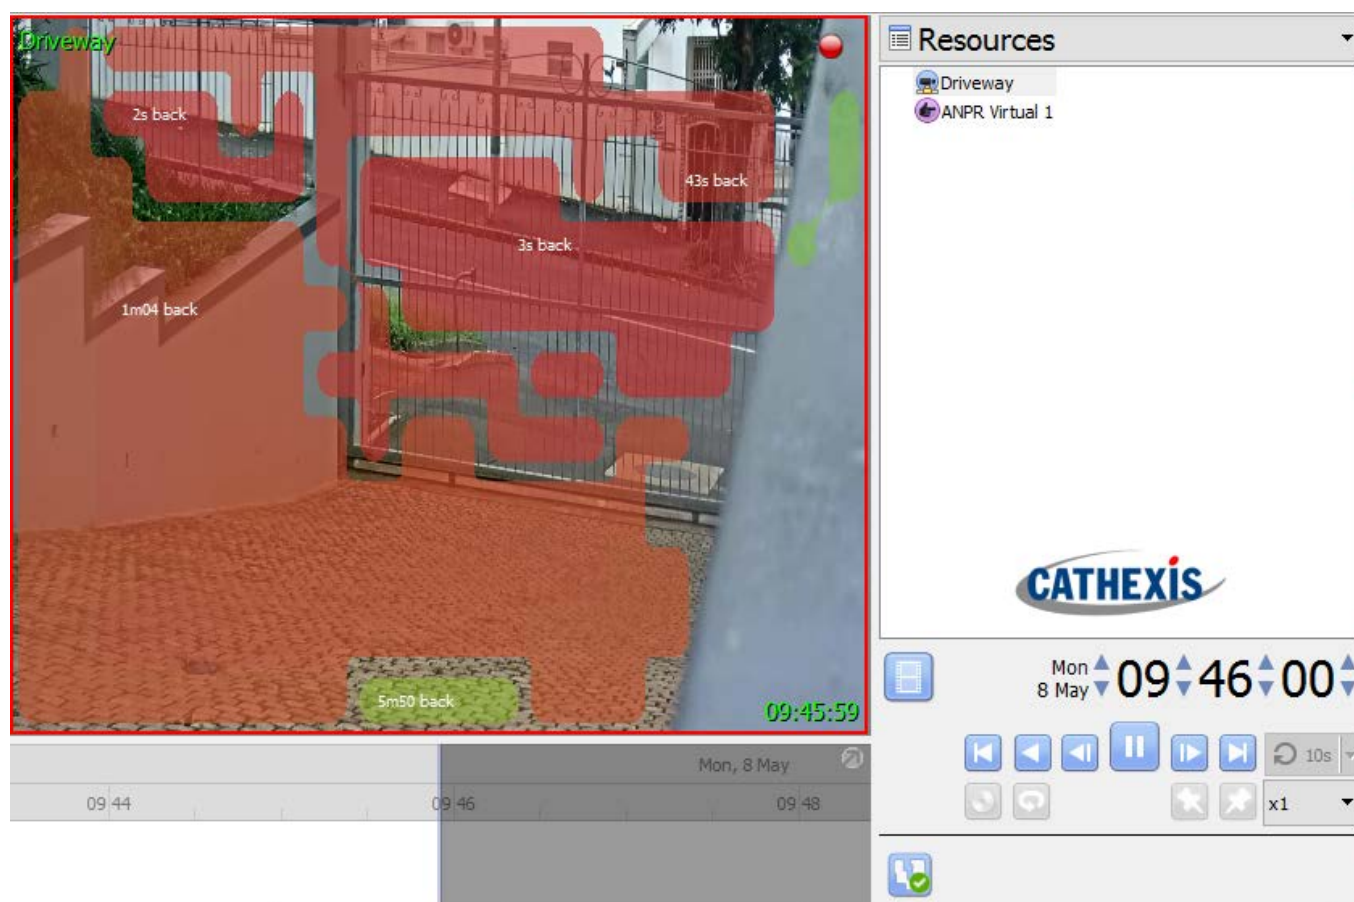 Driveway
2s back
43s back
3s back
1m04 back
5m50 back
09:45:59
Mon, 8 May
09 44
09 46
09 48
Resources
Driveway
ANPR Virtual 1
CATHEXIS
Mon
8 May
09 46 00
10s
x1